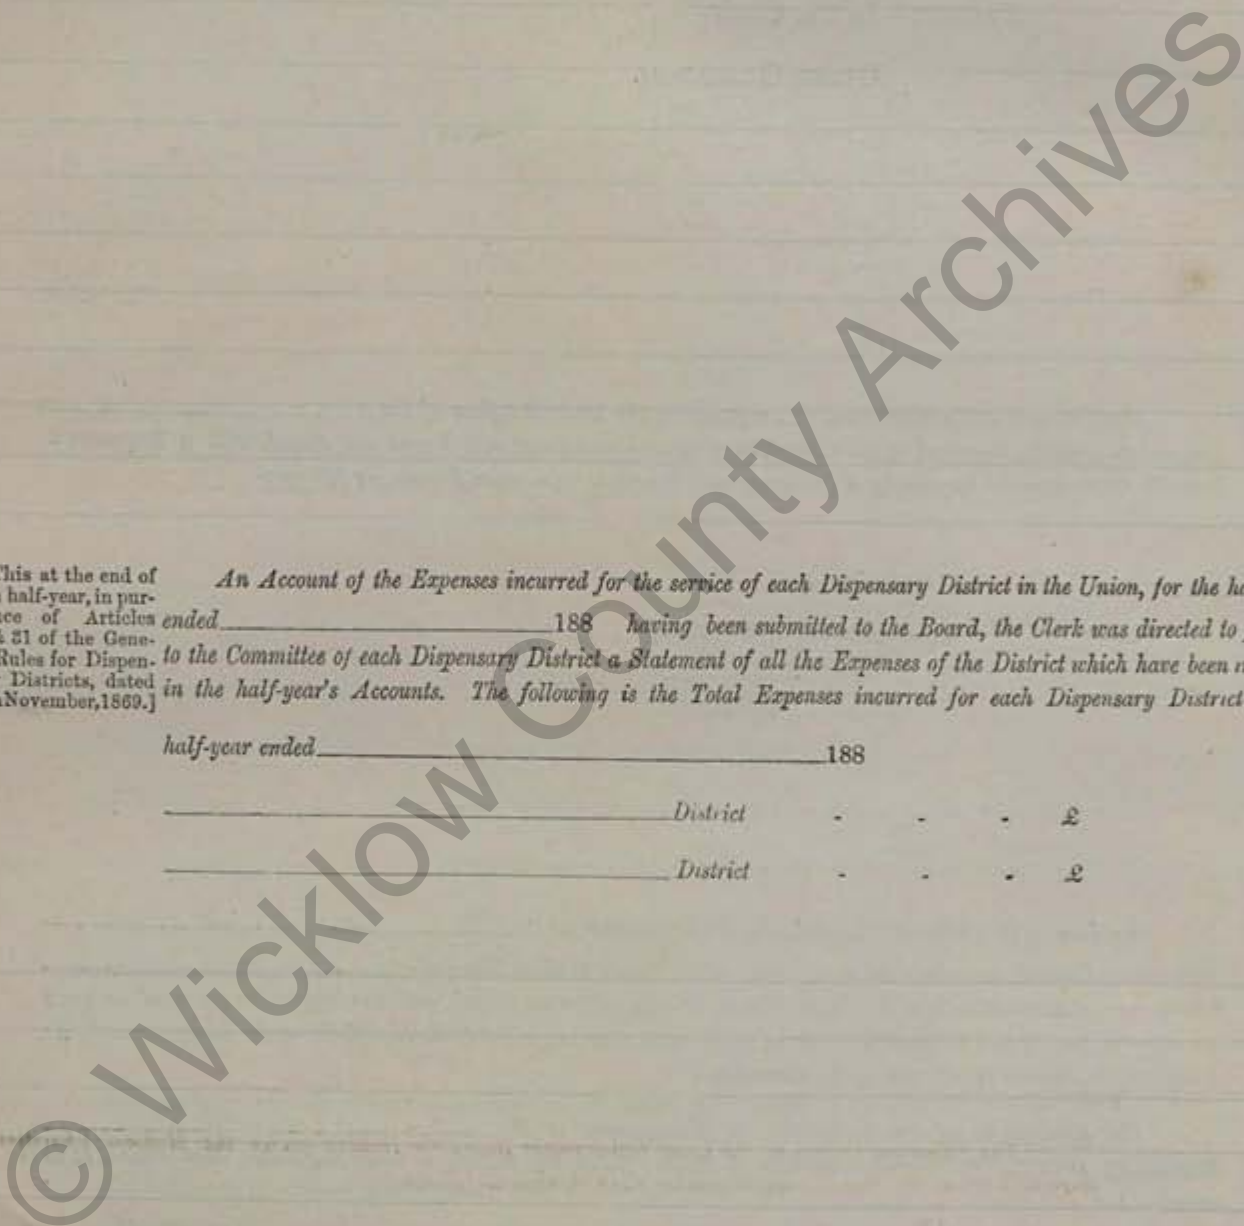 his at the end of
half-year, in pur-
ce of Articles
31 of the Gene-
Rules for Dispen-
Districts, dated
November, 1869.]
An Account of the Expenses incurred for the service of each Dispensary District in the Union, for the
ended 188 having been submitted to the Board, the Clerk was directed to
to the Committee of each Dispensary District a Statement of all the Expenses of the District which have been
in the half-year's Accounts. The following is the Total Expenses incurred for each Dispensary District
half-year ended 188
District - - - £
District - - - £
© Wicklow County Archives